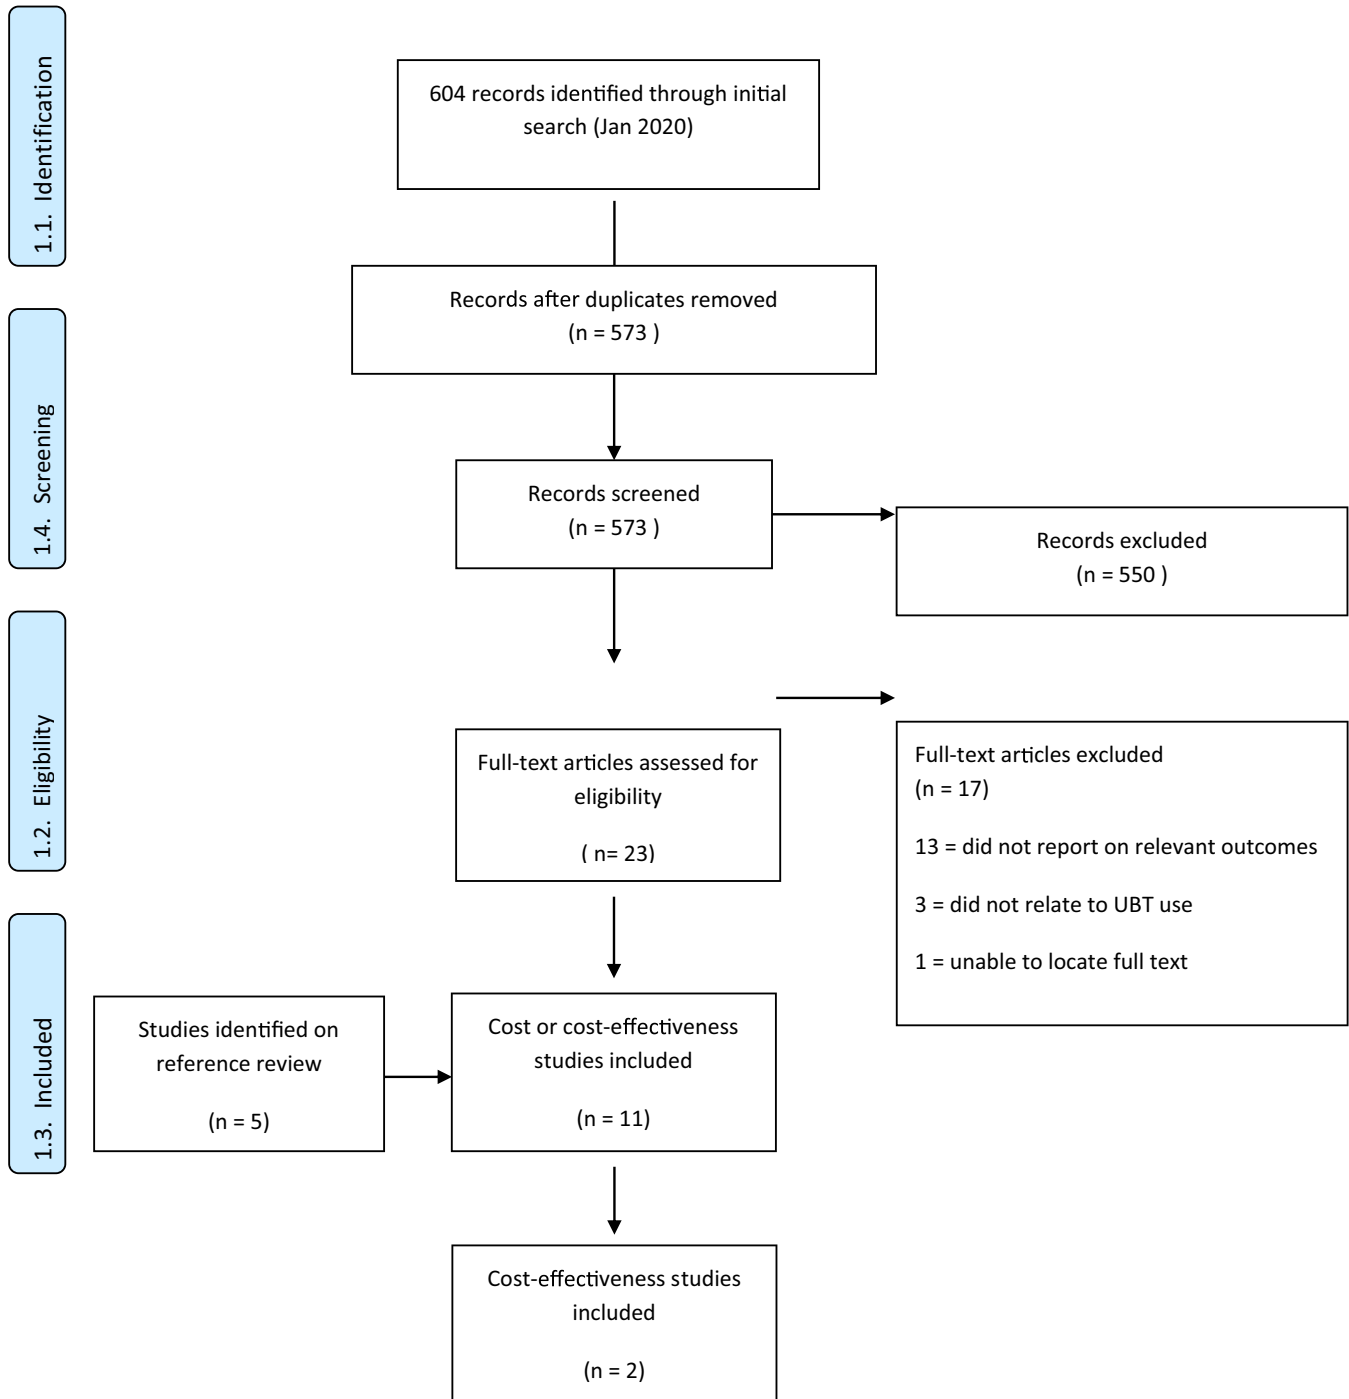 1.1. Identification
604 records identified through initial
search (Jan 2020)
Records after duplicates removed
(n = 573 )
1.4. Screening
Records screened
(n = 573 )
Records excluded
(n = 550 )
1.2. Eligibility
Full-text articles assessed for
eligibility
( n= 23)
Full-text articles excluded
(n = 17)
13 = did not report on relevant outcomes
3 = did not relate to UBT use
1 = unable to locate full text
1.3. Included
Studies identified on
reference review
(n = 5)
Cost or cost-effectiveness
studies included
(n = 11)
Cost-effectiveness studies
included
(n = 2)